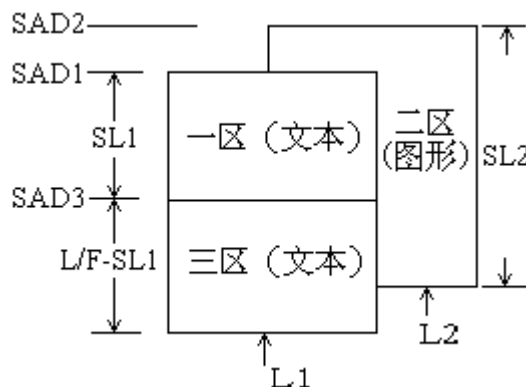 SAD2
SAD1
SL1
一区（文本）
二区
(图形)
SL2
SAD3
L/F-SL1
三区（文本）
L2
L1